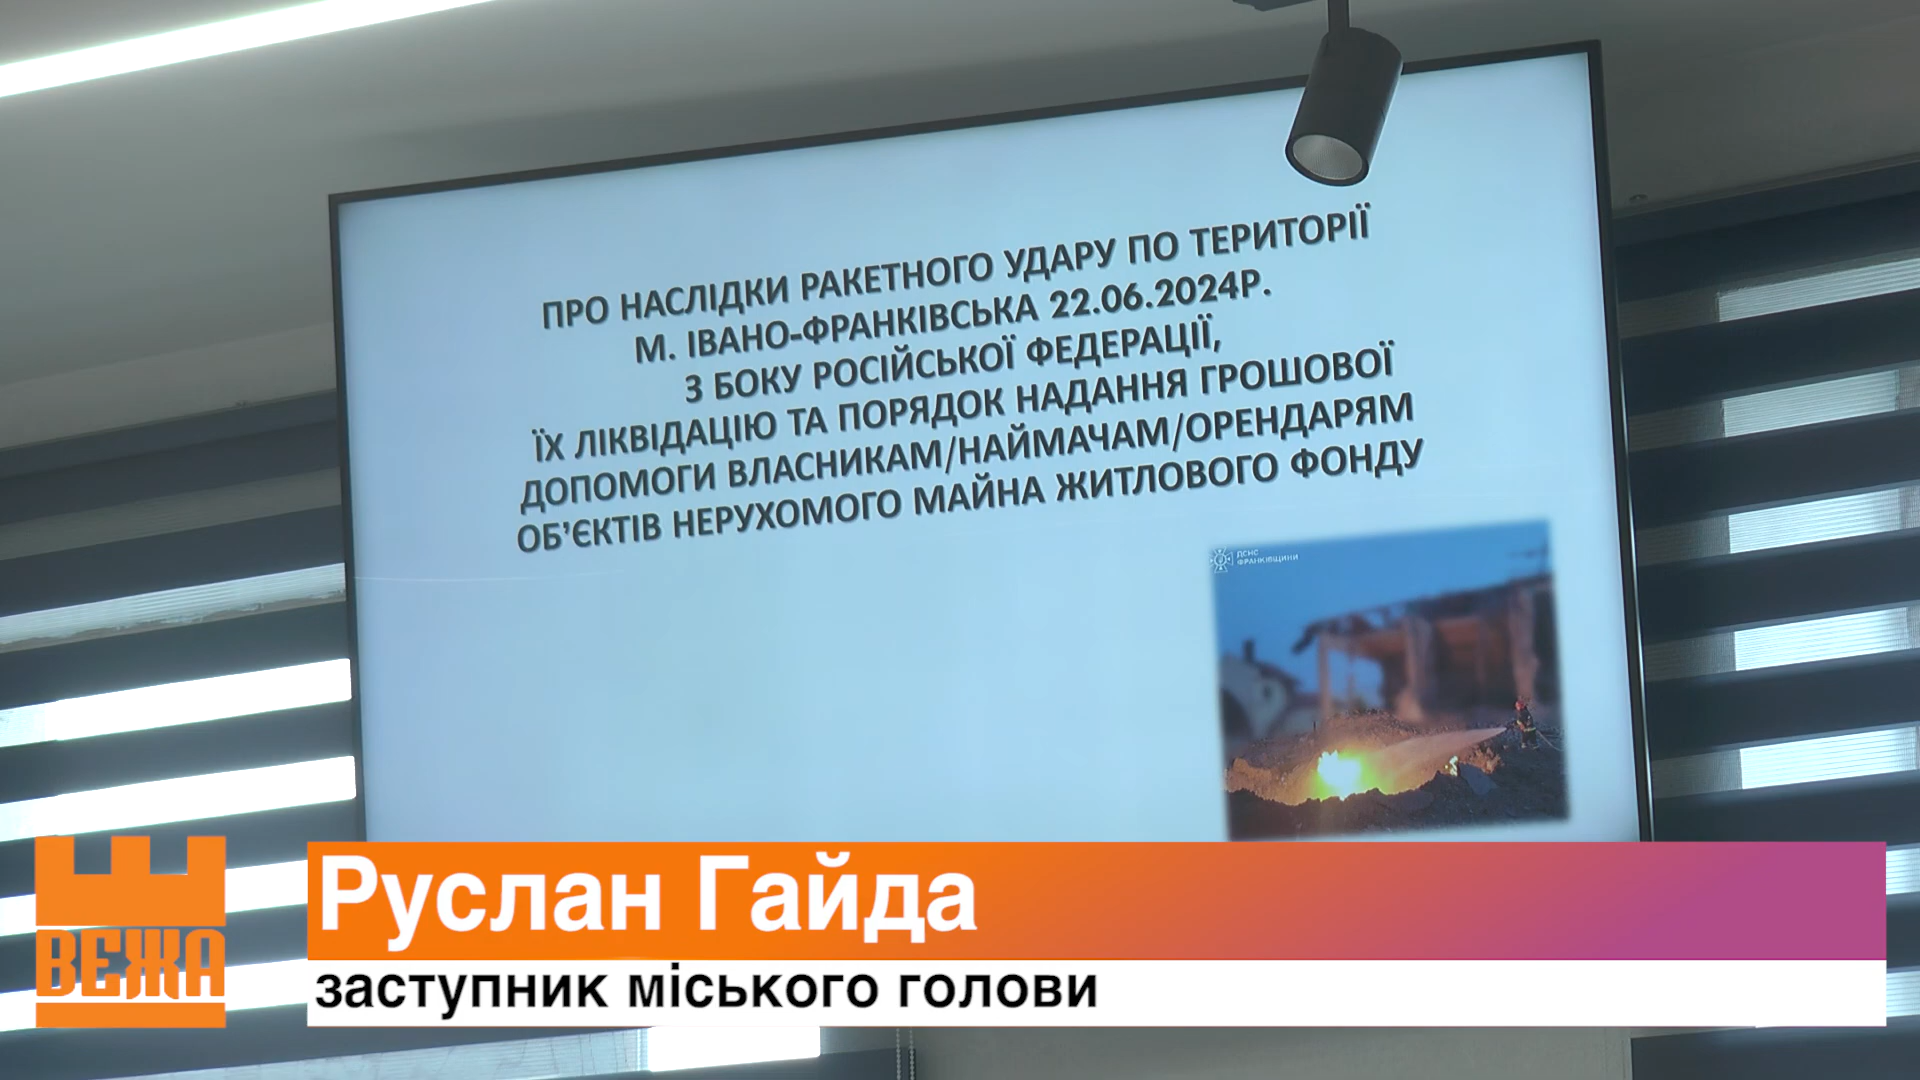 ПРО НАСЛІДКИ РАКЕТНОГО УДАРУ ПО ТЕРИТОРІЇ
М. ІВАНО-ФРАНКІВСЬКА 22.06.2024Р.
З БОКУ РОСІЙСЬКОЇ ФЕДЕРАЦІЇ,
ЇХ ЛІКВІДАЦІЮ ТА ПОРЯДОК НАДАННЯ ГРОШОВОЇ
ДОПОМОГИ ВЛАСНИКАМ/НАЙМАЧАМ/ОРЕНДАРЯМ
ОБ’ЄКТІВ НЕРУХОМОГО МАЙНА ЖИТЛОВОГО ФОНДУ
ДСНС
ФРАНКІВЩИНИ
Руслан Гайда
заступник міського голови
ВЕЖА